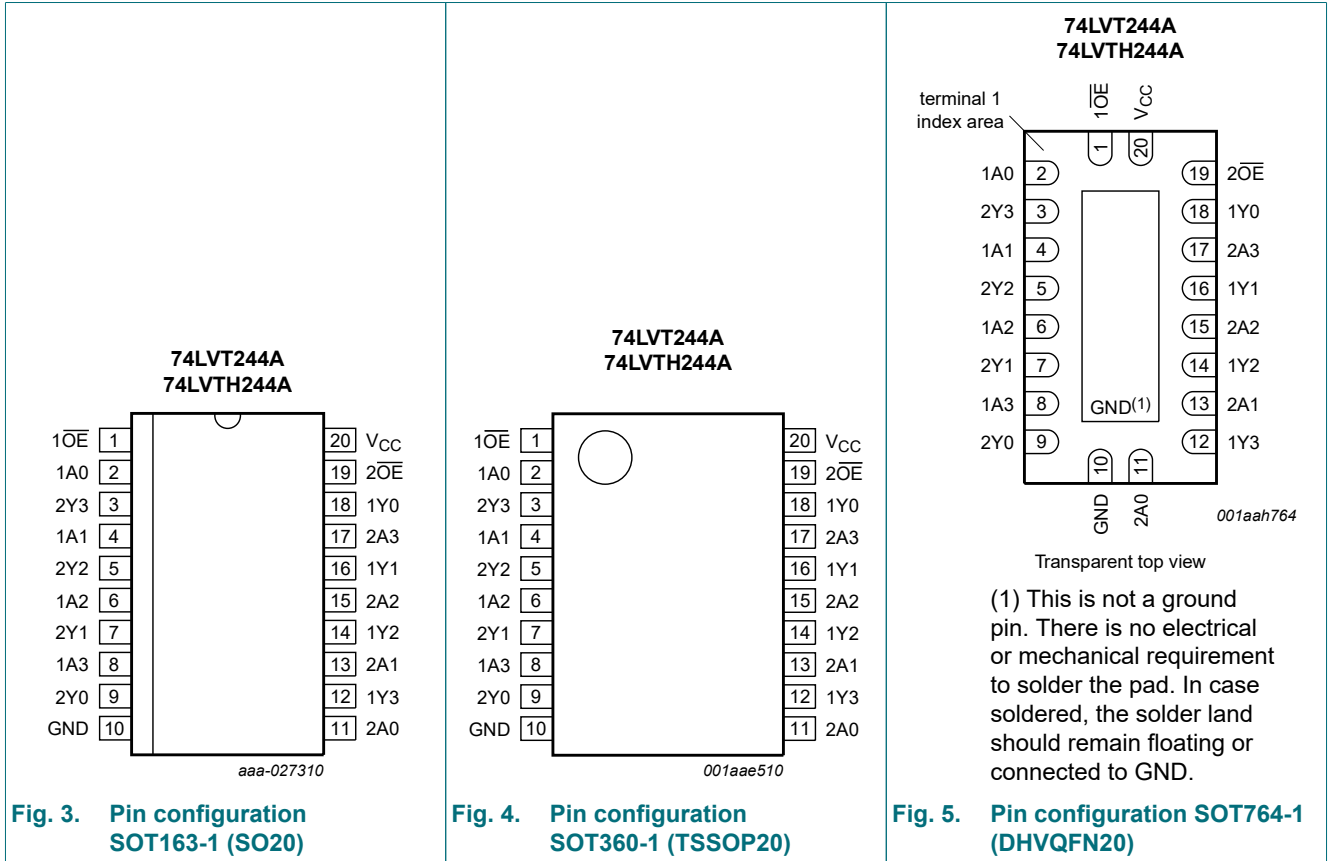 74LVT244A
74LVTH244A
1OE 1
1A0 2
2Y3 3
1A1 4
2Y2 5
1A2 6
2Y1 7
1A3 8
2Y0 9
GND 10
20 VCC
19 2OE
18 1Y0
17 2A3
16 1Y1
15 2A2
14 1Y2
13 2A1
12 1Y3
11 2A0
aaa-027310
Fig. 3. Pin configuration
SOT163-1 (SO20)
74LVT244A
74LVTH244A
1OE 1
1A0 2
2Y3 3
1A1 4
2Y2 5
1A2 6
2Y1 7
1A3 8
2Y0 9
GND 10
20 VCC
19 2OE
18 1Y0
17 2A3
16 1Y1
15 2A2
14 1Y2
13 2A1
12 1Y3
11 2A0
001aae510
Fig. 4. Pin configuration
SOT360-1 (TSSOP20)
74LVT244A
74LVTH244A
terminal 1
index area
1OE 1
VCC 20
1A0 2
2Y3 3
1A1 4
2Y2 5
1A2 6
2Y1 7
1A3 8
2Y0 9
GND(1)
19 2OE
18 1Y0
17 2A3
16 1Y1
15 2A2
14 1Y2
13 2A1
12 1Y3
GND 10
2A0 11
001aah764
Transparent top view
(1) This is not a ground
pin. There is no electrical
or mechanical requirement
to solder the pad. In case
soldered, the solder land
should remain floating or
connected to GND.
Fig. 5. Pin configuration SOT764-1
(DHVQFN20)